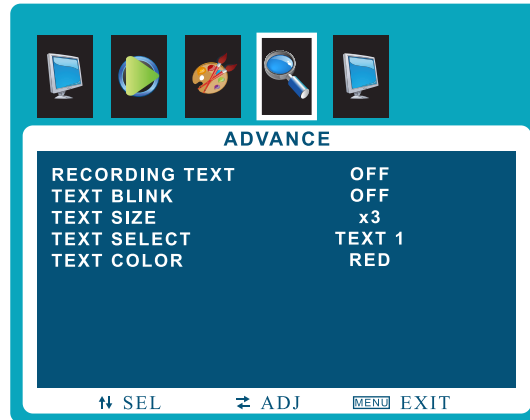 ADVANCE
RECORDING TEXT OFF
TEXT BLINK OFF
TEXT SIZE x3
TEXT SELECT TEXT 1
TEXT COLOR RED
↑↓ SEL ⇄ ADJ MENU EXIT